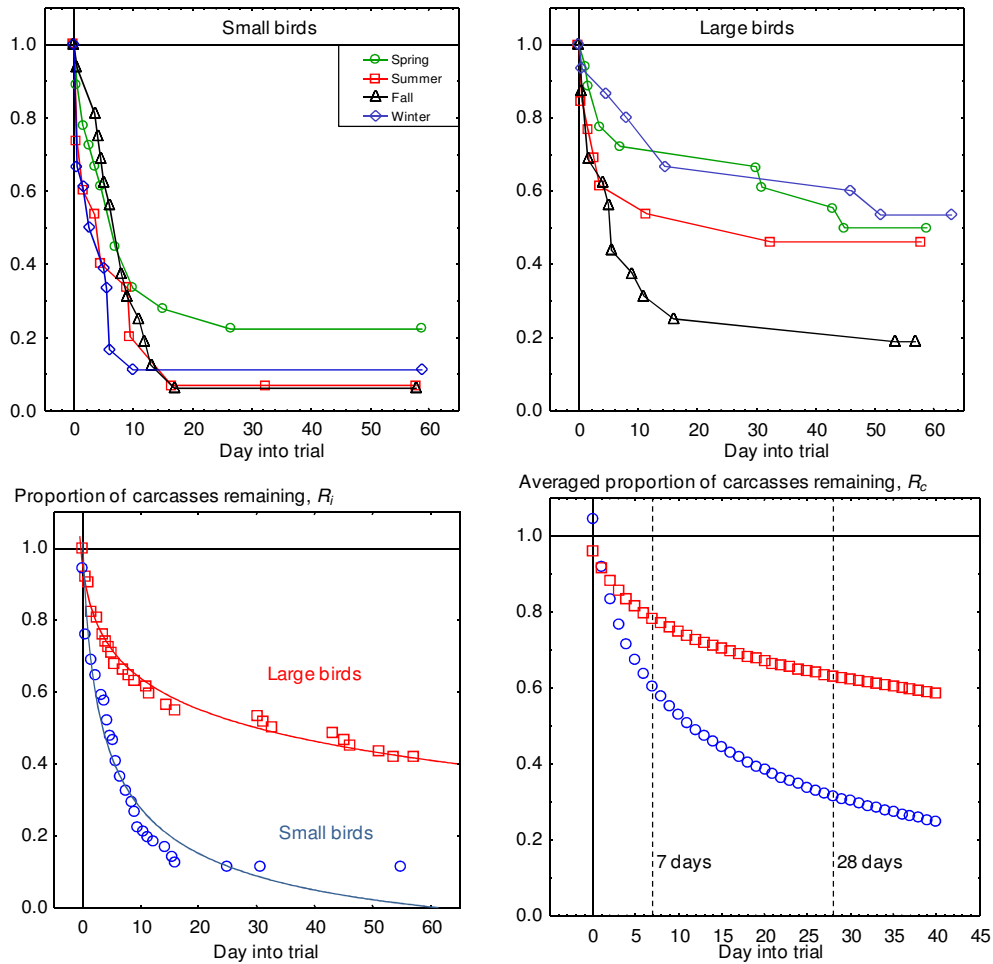 Small birds
1.0
0.8
0.6
0.4
0.2
0.0
Spring
Summer
Fall
Winter
0 10 20 30 40 50 60
Day into trial
Large birds
1.0
0.8
0.6
0.4
0.2
0.0
0 10 20 30 40 50 60
Day into trial
Proportion of carcasses remaining, Ri
1.0
0.8
0.6
0.4
0.2
0.0
Large birds
Small birds
0 10 20 30 40 50 60
Day into trial
Averaged proportion of carcasses remaining, Rc
1.0
0.8
0.6
0.4
0.2
0.0
7 days
28 days
0 5 10 15 20 25 30 35 40 45
Day into trial